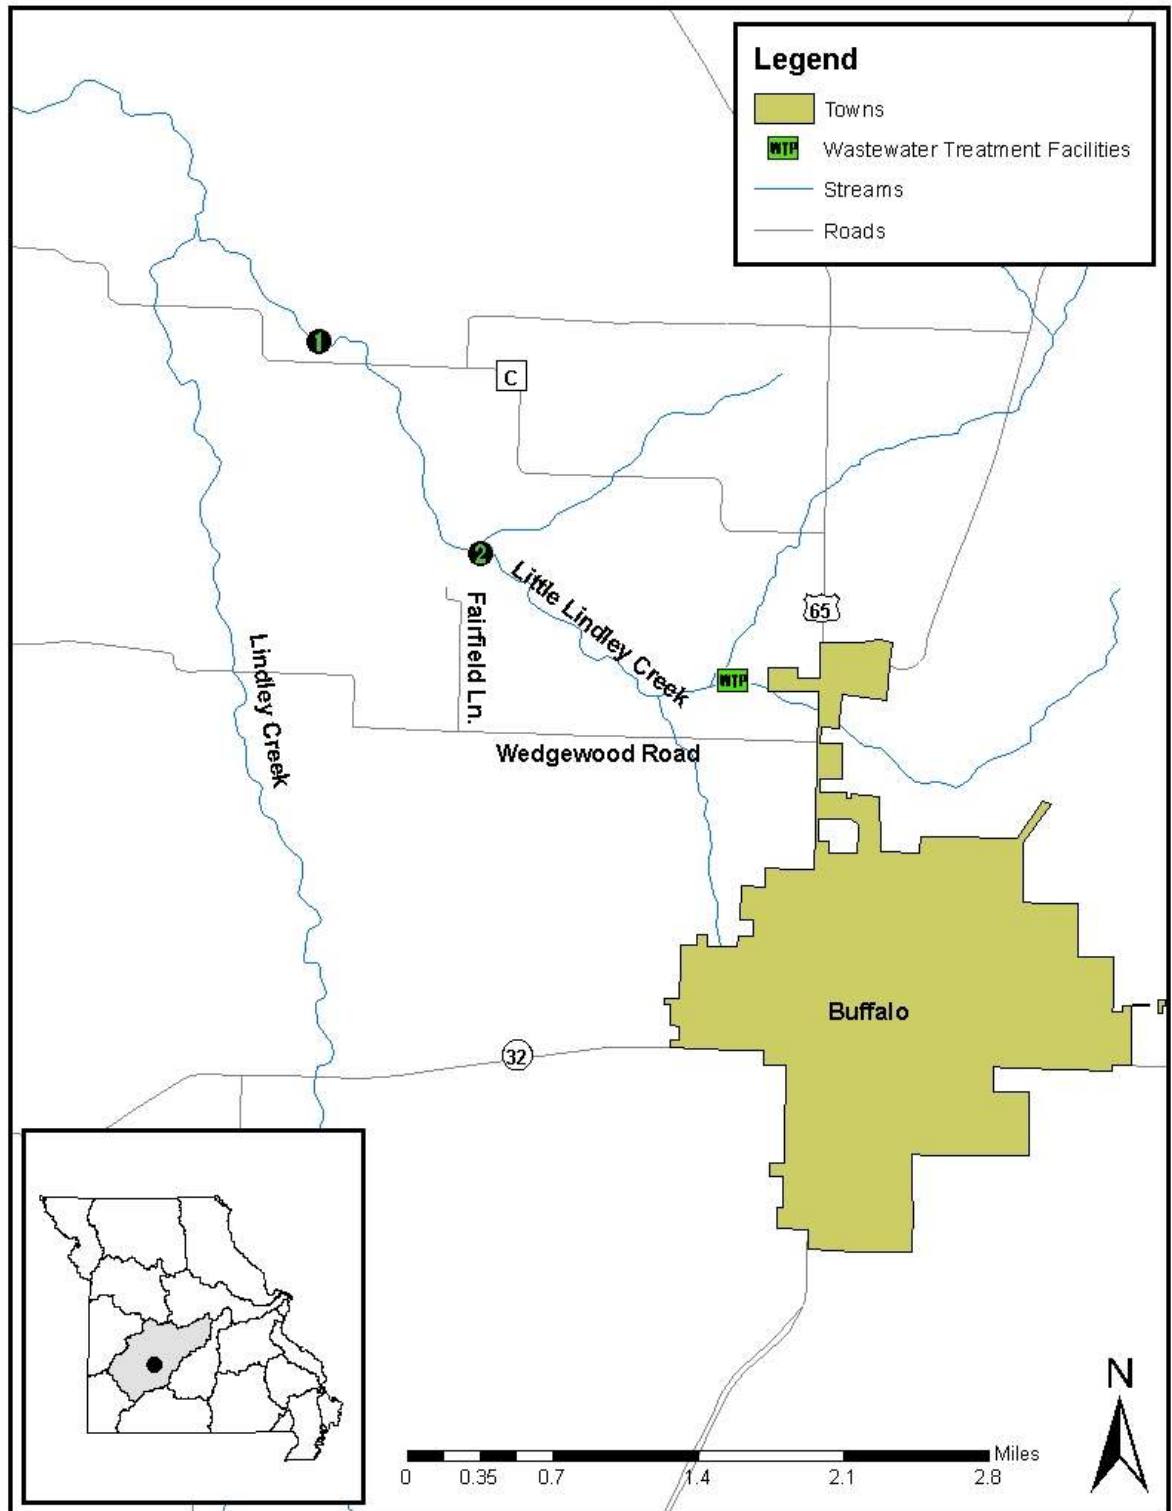 Legend
Towns
WTP
Wastewater Treatment Facilities
Streams
Roads
1
C
2
Little Lindley Creek
65
Fairfield Ln.
Lindley Creek
WTP
Wedgewood Road
Buffalo
32
N
Miles
0 0.35 0.7 1.4 2.1 2.8